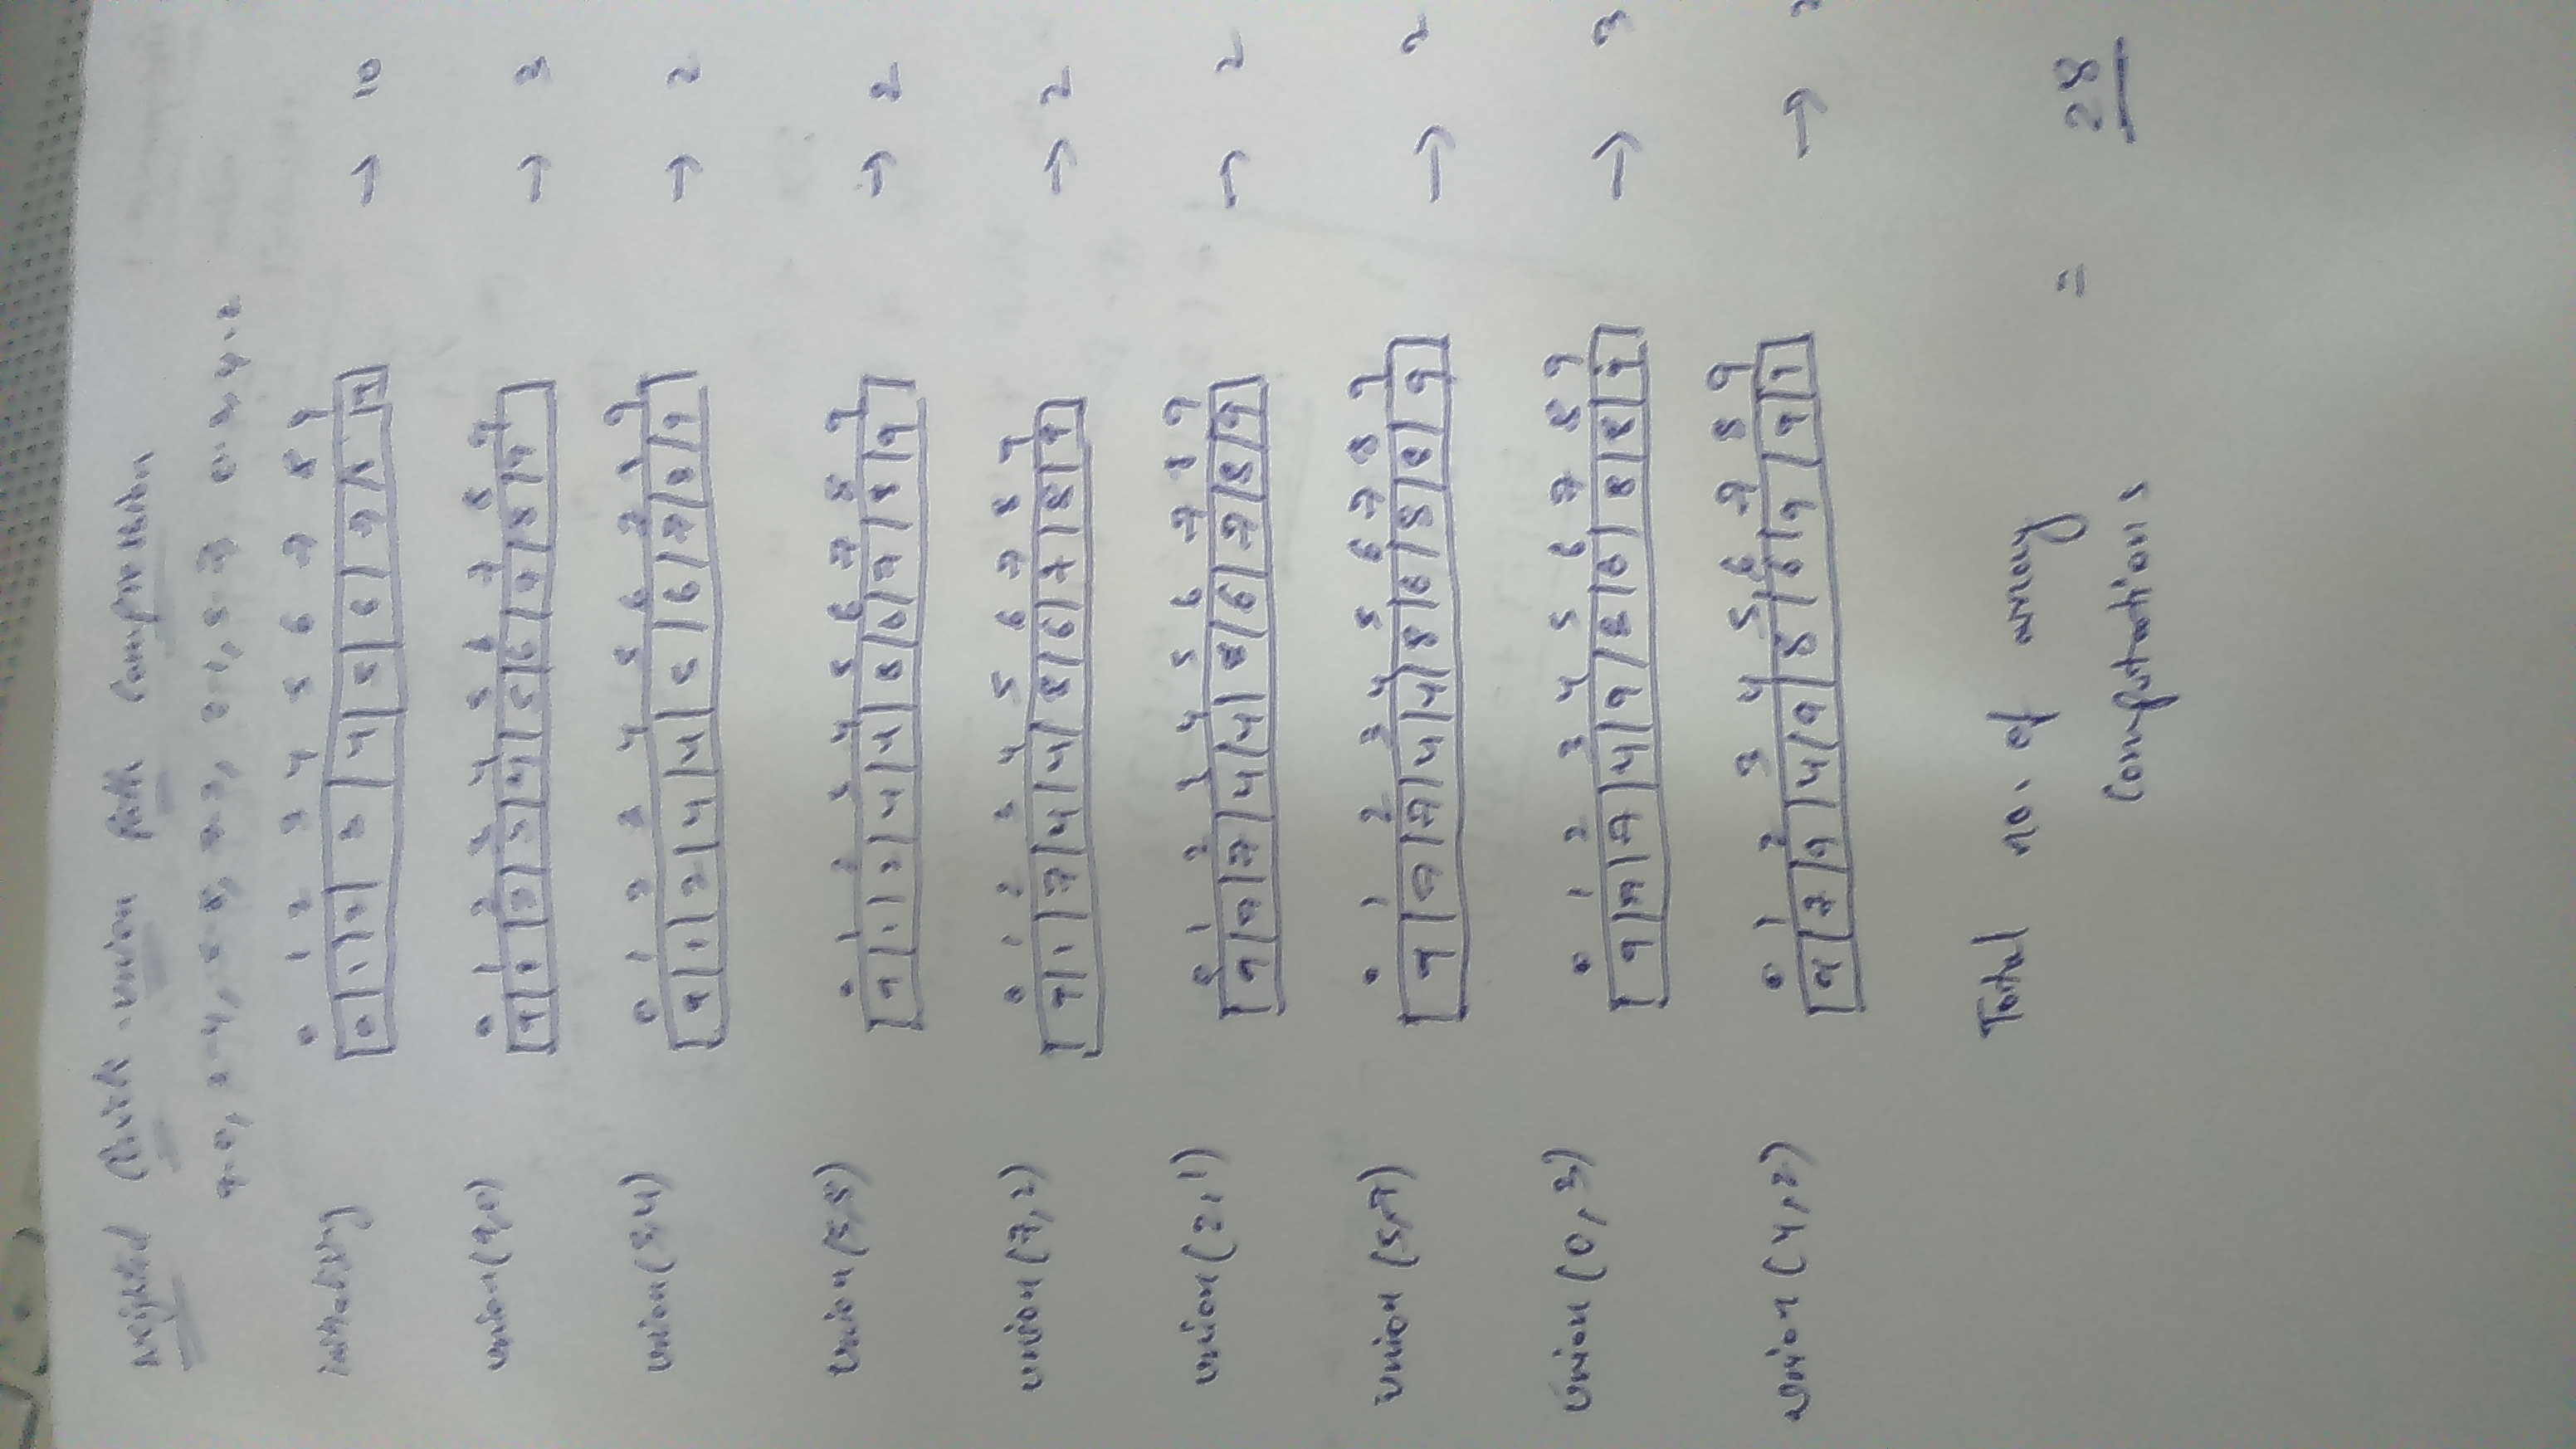 Weighted Quick-union Path Compression
9-0, 3-4, 5-8, 7-2, 2-1, 5-7, 0-3, 4-2
0 1 2 3 4 5 6 7 8 9
initialising 0 1 2 3 4 5 6 7 8 9 → 10
0 1 2 3 4 5 6 7 8 9
union(9,0) 9 1 2 3 4 5 6 7 8 9 → 3
0 1 2 3 4 5 6 7 8 9
union(3,4) 9 1 2 4 4 5 6 7 8 9 → 2
0 1 2 3 4 5 6 7 8 9
union(5,8) 9 1 2 4 4 8 6 7 8 9 → 2
0 1 2 3 4 5 6 7 8 9
union(7,2) 9 1 7 4 4 8 6 7 8 9 → 2
0 1 2 3 4 5 6 7 8 9
union(2,1) 9 7 7 4 4 8 6 7 8 9 → 2
0 1 2 3 4 5 6 7 8 9
union(5,7) 9 7 7 4 4 8 6 8 8 9 → 2
0 1 2 3 4 5 6 7 8 9
union(0,3) 9 7 7 4 9 8 6 8 8 9 → 3
0 1 2 3 4 5 6 7 8 9
union(4,2) 9 7 9 4 9 8 6 9 9 9 →
Total no. of array
computations = 28